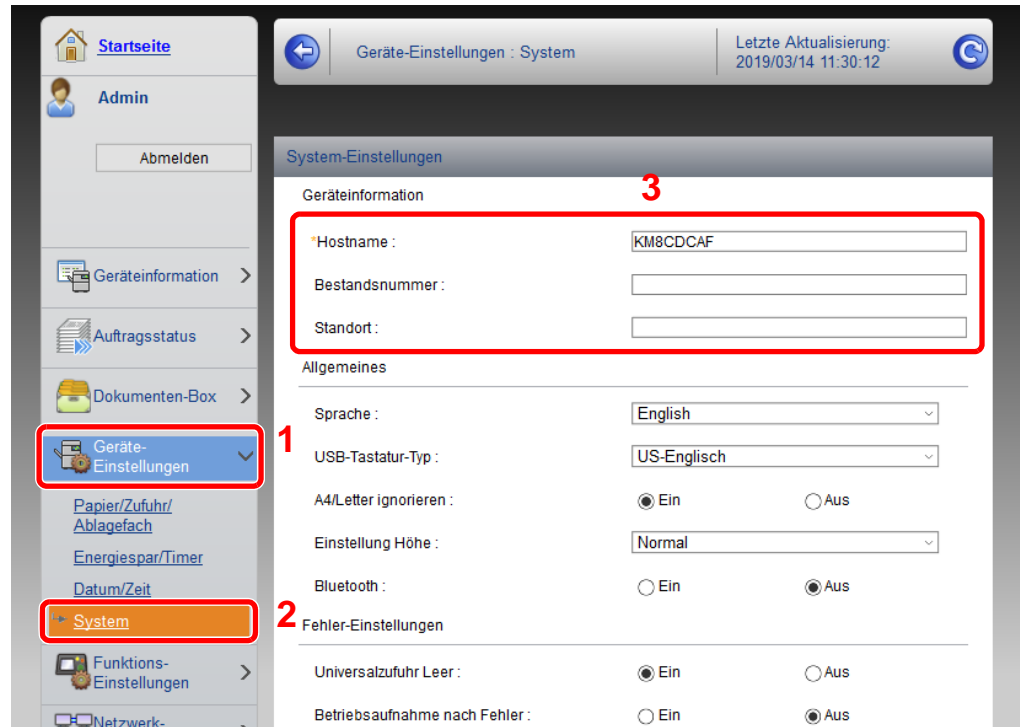 Startseite
Admin
Abmelden
Geräteinformation
Auftragsstatus
Dokumenten-Box
Geräte-
Einstellungen
1
Papier/Zufuhr/
Ablagefach
Energiespar/Timer
Datum/Zeit
System
2
Funktions-
Einstellungen
Netzwerk-
Geräte-Einstellungen : System
Letzte Aktualisierung:
2019/03/14 11:30:12
System-Einstellungen
Geräteinformation
3
*Hostname : KM8CDCAF
Bestandsnummer :
Standort :
Allgemeines
Sprache : English
USB-Tastatur-Typ : US-Englisch
A4/Letter ignorieren : Ein Aus
Einstellung Höhe : Normal
Bluetooth : Ein Aus
Fehler-Einstellungen
Universalzufuhr Leer : Ein Aus
Betriebsaufnahme nach Fehler : Ein Aus